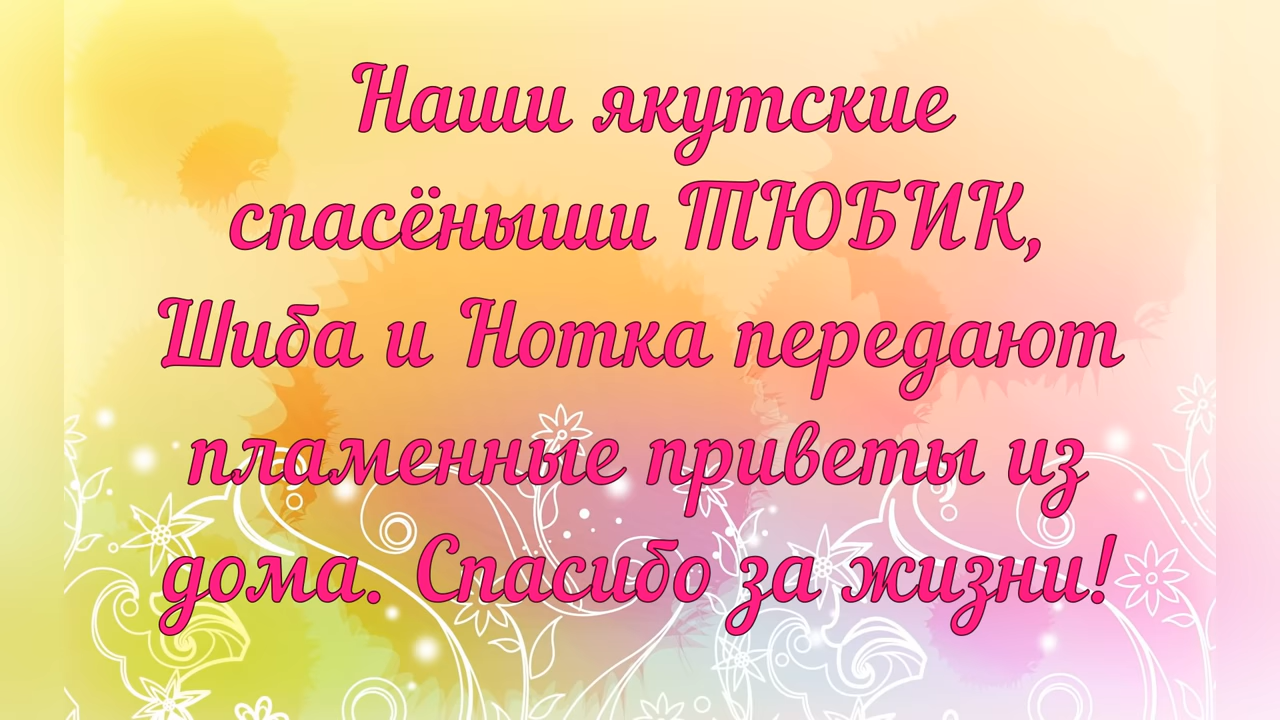 Наши якутские
спасёныши ТЮБИК,
Шиба и Нотка передают
пламенные приветы из
дома. Спасибо за жизни!